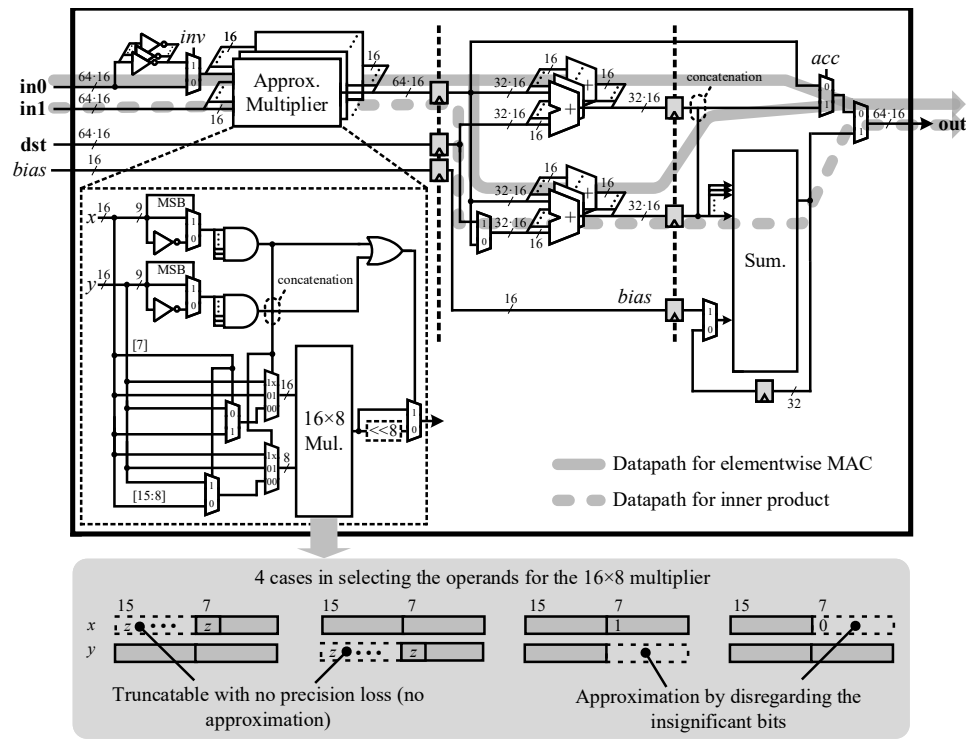 inv
acc
16
16
in0
64·16
in1
64·16
16
Approx.
Multiplier
64·16
dst
64·16
bias
16
32·16
16
16
32·16
concatenation
32·16
16
1
0
0
1
0
1
64·16
out
32·16
16
16
32·16
32·16
16
1
0
Sum.
16
bias
1
0
32
x
16
9
MSB
1
0
y
16
9
MSB
1
0
concatenation
[7]
0
1
1x
01
00
16
16×8
Mul.
<<8
1
0
1x
01
00
8
1
0
[15:8]
Datapath for elementwise MAC
Datapath for inner product
4 cases in selecting the operands for the 16×8 multiplier
15 7 15 7 15 7 15 7
x z z 1 0
y z z
Truncatable with no precision loss (no
approximation)
Approximation by disregarding the
insignificant bits